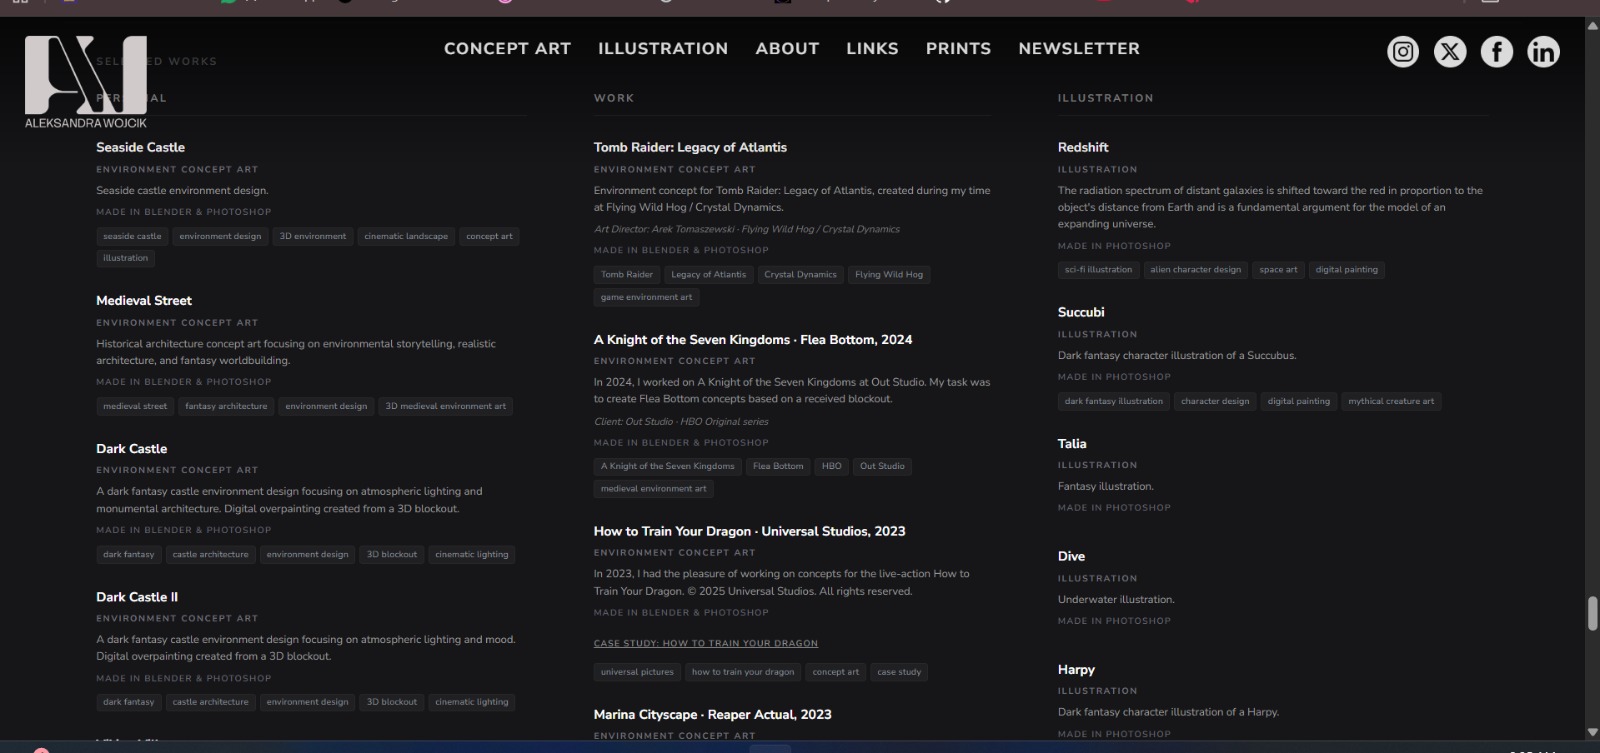 CONCEPT ART ILLUSTRATION ABOUT LINKS PRINTS NEWSLETTER
ALEKSANDRA WOJCIK
WORK
Seaside Castle
ENVIRONMENT CONCEPT ART
Seaside castle environment design.
MADE IN BLENDER & PHOTOSHOP
seaside castle environment design 3D environment cinematic landscape concept art
illustration
Medieval Street
ENVIRONMENT CONCEPT ART
Historical architecture concept art focusing on environmental storytelling, realistic
architecture, and fantasy worldbuilding.
MADE IN BLENDER & PHOTOSHOP
medieval street fantasy architecture environment design 3D medieval environment art
Dark Castle
ENVIRONMENT CONCEPT ART
A dark fantasy castle environment design focusing on atmospheric lighting and
monumental architecture. Digital overpainting created from a 3D blockout.
MADE IN BLENDER & PHOTOSHOP
dark fantasy castle architecture environment design 3D blockout cinematic lighting
Dark Castle II
ENVIRONMENT CONCEPT ART
A dark fantasy castle environment design focusing on atmospheric lighting and mood.
Digital overpainting created from a 3D blockout.
MADE IN BLENDER & PHOTOSHOP
dark fantasy castle architecture environment design 3D blockout cinematic lighting
Tomb Raider: Legacy of Atlantis
ENVIRONMENT CONCEPT ART
Environment concept for Tomb Raider: Legacy of Atlantis, created during my time
at Flying Wild Hog / Crystal Dynamics.
Art Director: Arek Tomaszewski · Flying Wild Hog / Crystal Dynamics
MADE IN BLENDER & PHOTOSHOP
Tomb Raider Legacy of Atlantis Crystal Dynamics Flying Wild Hog
game environment art
A Knight of the Seven Kingdoms · Flea Bottom, 2024
ENVIRONMENT CONCEPT ART
In 2024, I worked on A Knight of the Seven Kingdoms at Out Studio. My task was
to create Flea Bottom concepts based on a received blockout.
Client: Out Studio · HBO Original series
MADE IN BLENDER & PHOTOSHOP
A Knight of the Seven Kingdoms Flea Bottom HBO Out Studio
medieval environment art
How to Train Your Dragon · Universal Studios, 2023
ENVIRONMENT CONCEPT ART
In 2023, I had the pleasure of working on concepts for the live-action How to
Train Your Dragon. © 2025 Universal Studios. All rights reserved.
MADE IN BLENDER & PHOTOSHOP
CASE STUDY: HOW TO TRAIN YOUR DRAGON
universal pictures how to train your dragon concept art case study
Marina Cityscape · Reaper Actual, 2023
ENVIRONMENT CONCEPT ART
ILLUSTRATION
Redshift
ILLUSTRATION
The radiation spectrum of distant galaxies is shifted toward the red in proportion to the
object's distance from Earth and is a fundamental argument for the model of an
expanding universe.
MADE IN PHOTOSHOP
sci-fi illustration alien character design space art digital painting
Succubi
ILLUSTRATION
Dark fantasy character illustration of a Succubus.
MADE IN PHOTOSHOP
dark fantasy illustration character design digital painting mythical creature art
Talia
ILLUSTRATION
Fantasy illustration.
MADE IN PHOTOSHOP
Dive
ILLUSTRATION
Underwater illustration.
MADE IN PHOTOSHOP
Harpy
ILLUSTRATION
Dark fantasy character illustration of a Harpy.
MADE IN PHOTOSHOP